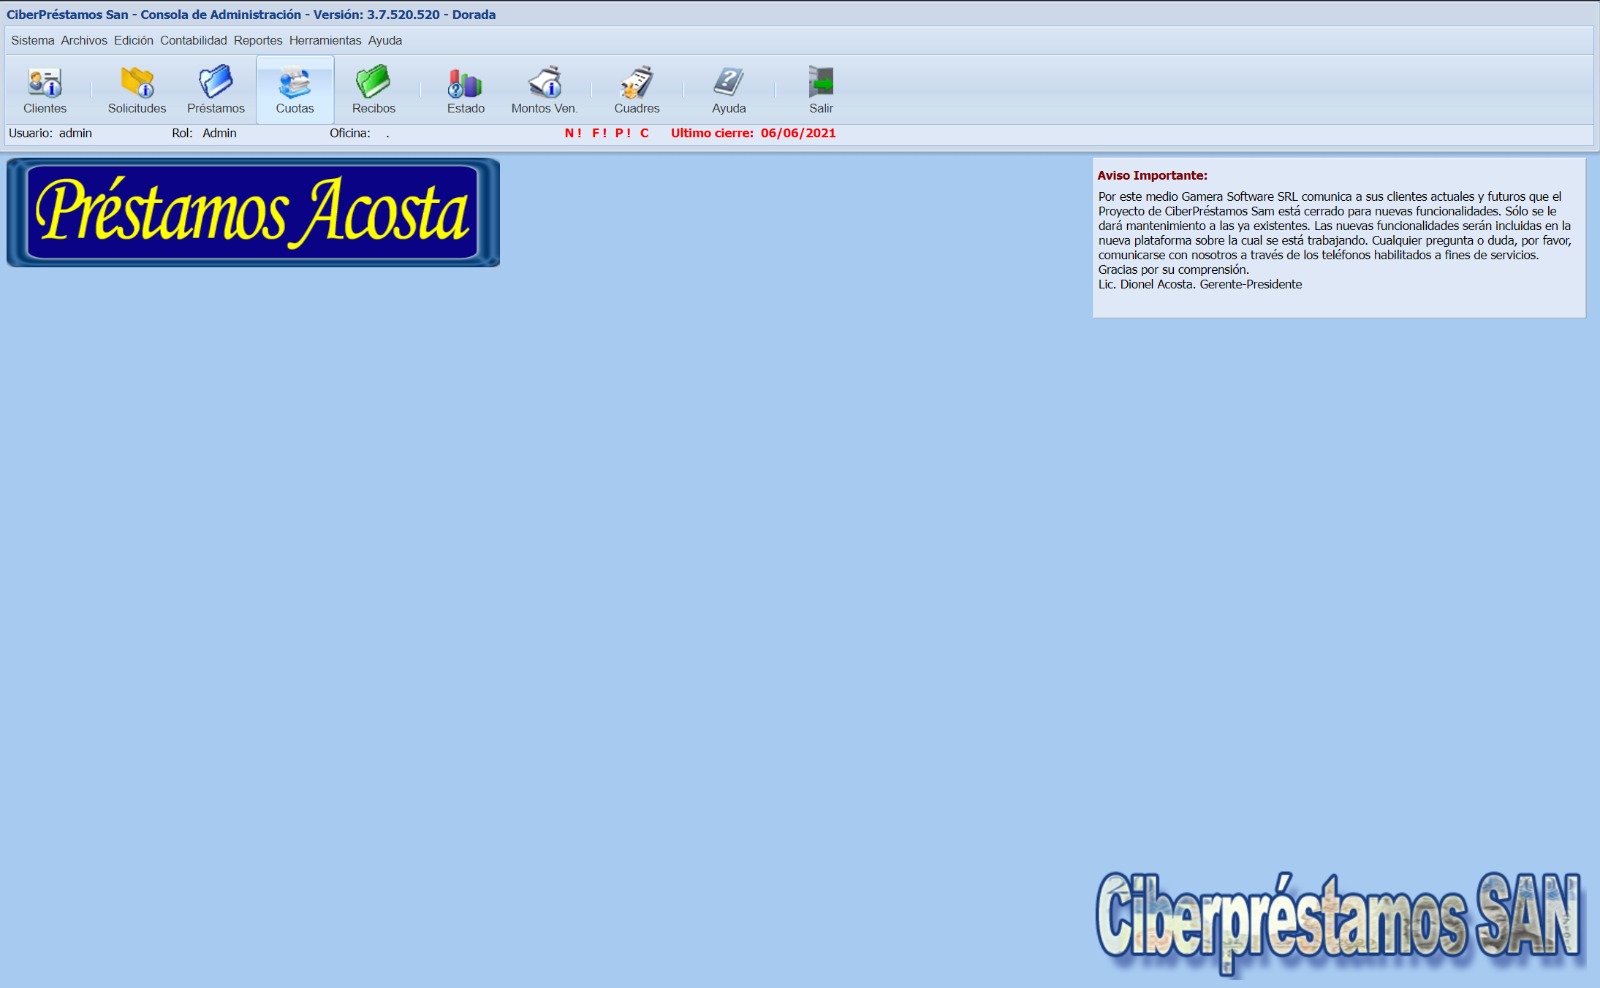 CiberPréstamos San - Consola de Administración - Versión: 3.7.520.520 - Dorada
Sistema Archivos Edición Contabilidad Reportes Herramientas Ayuda
Clientes Solicitudes Préstamos Cuotas Recibos Estado Montos Ven. Cuadres Ayuda Salir
Usuario: admin Rol: Admin Oficina: . N! F! P! C Ultimo cierre: 06/06/2021
Préstamos Acosta
Aviso Importante:
Por este medio Gamera Software SRL comunica a sus clientes actuales y futuros que el
Proyecto de CiberPréstamos Sam está cerrado para nuevas funcionalidades. Sólo se le
dará mantenimiento a las ya existentes. Las nuevas funcionalidades serán incluidas en la
nueva plataforma sobre la cual se está trabajando. Cualquier pregunta o duda, por favor,
comunicarse con nosotros a través de los teléfonos habilitados a fines de servicios.
Gracias por su comprensión.
Lic. Dionel Acosta. Gerente-Presidente
Ciberpréstamos SAN